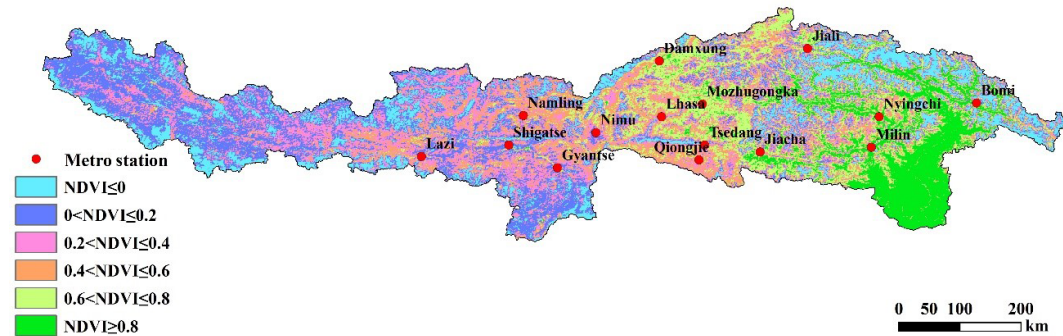 Jiali
Damxung
Mozhugongka
Bomi
Namling
Lhasa
Nyingchi
Nimu
Shigatse
Tsedang
Milin
Lazi
Qiongjie
Jiacha
Gyantse
Metro station
NDVI≤0
0<NDVI≤0.2
0.2<NDVI≤0.4
0.4<NDVI≤0.6
0.6<NDVI≤0.8
NDVI≥0.8
0 50 100 200
km